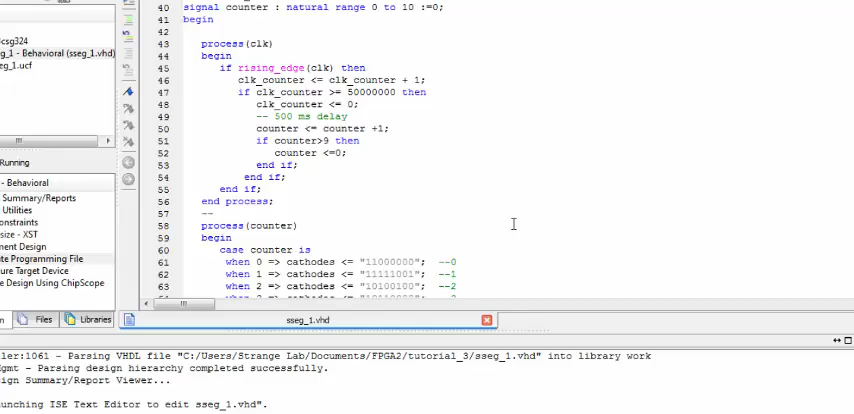 40 signal counter : natural range 0 to 10 :=0;
41 begin
42
43 process(clk)
44 begin
45 if rising_edge(clk) then
46 clk_counter <= clk_counter + 1;
47 if clk_counter >= 50000000 then
48 clk_counter <= 0;
49 -- 500 ms delay
50 counter <= counter +1;
51 if counter>9 then
52 counter <=0;
53 end if;
54 end if;
55 end if;
56 end process;
57 --
58 process(counter)
59 begin
60 case counter is
61 when 0 => cathodes <= "11000000"; --0
62 when 1 => cathodes <= "11111001"; --1
63 when 2 => cathodes <= "10100100"; --2
csg324
g_1 - Behavioral (sseg_1.vhd)
eg_1.ucf
Running
- Behavioral
Summary/Reports
Utilities
onstraints
size - XST
ment Design
te Programming File
ure Target Device
e Design Using ChipScope
n Files Libraries
sseg_1.vhd
ler:1061 - Parsing VHDL file "C:/Users/Strange Lab/Documents/FPGA2/tutorial_3/sseg_1.vhd" into library work
Mgmt - Parsing design hierarchy completed successfully.
sign Summary/Report Viewer...
unching ISE Text Editor to edit sseg_1.vhd".